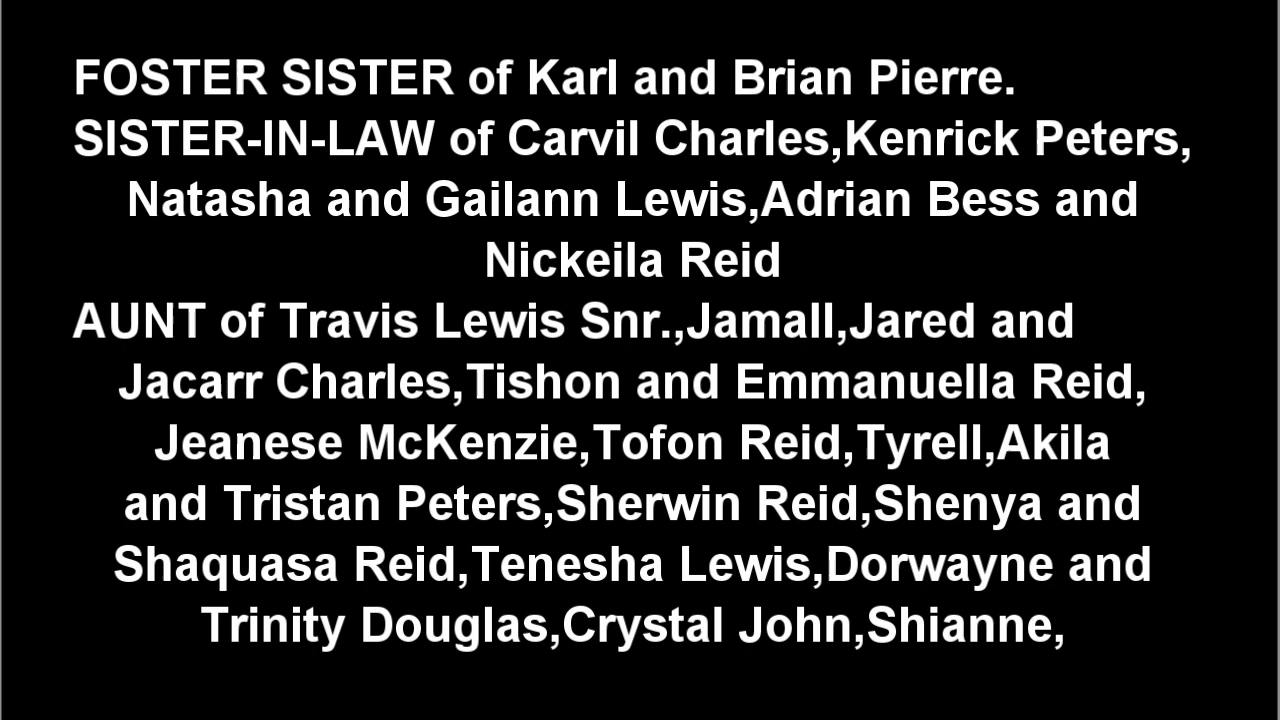 FOSTER SISTER of Karl and Brian Pierre.
SISTER-IN-LAW of Carvil Charles,Kenrick Peters,
Natasha and Gailann Lewis,Adrian Bess and
Nickeila Reid
AUNT of Travis Lewis Snr.,Jamall,Jared and
Jacarr Charles,Tishon and Emmanuella Reid,
Jeanese McKenzie,Tofon Reid,Tyrell,Akila
and Tristan Peters,Sherwin Reid,Shenya and
Shaquasa Reid,Tenesha Lewis,Dorwayne and
Trinity Douglas,Crystal John,Shianne,